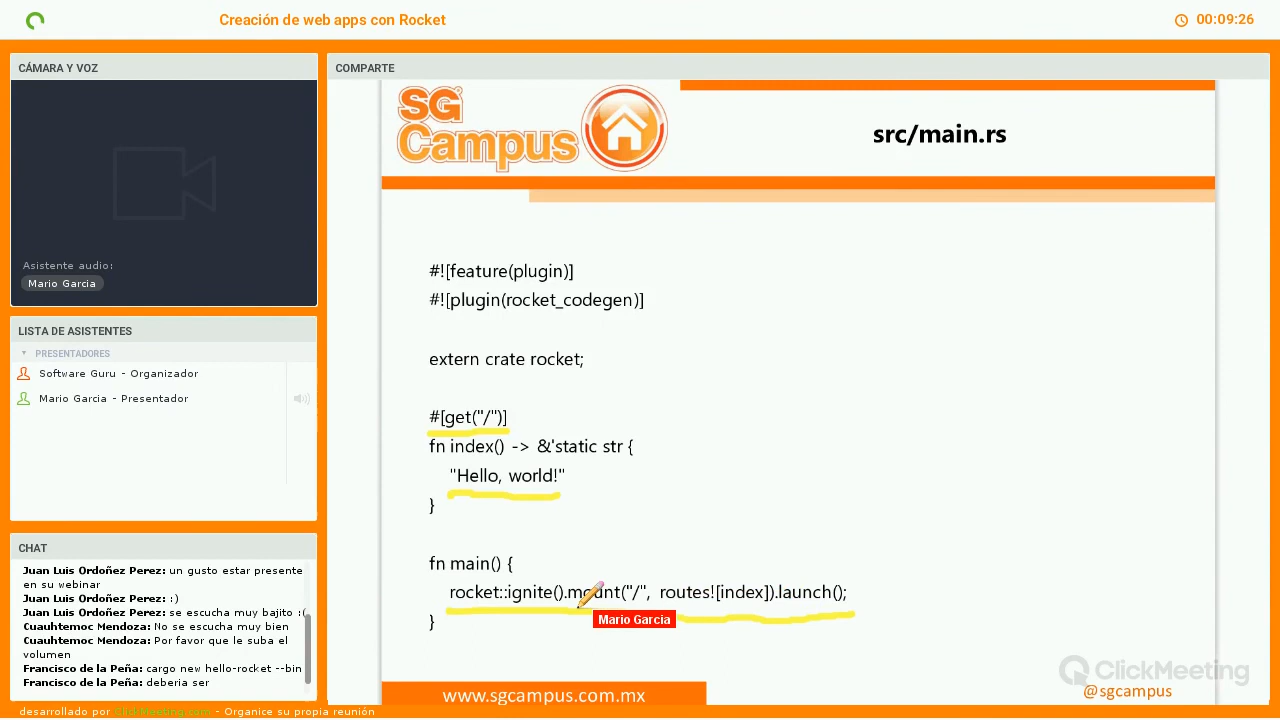 Creación de web apps con Rocket
00:09:26
CÁMARA Y VOZ
Asistente audio:
Mario Garcia
LISTA DE ASISTENTES
PRESENTADORES
Software Guru - Organizador
Mario Garcia - Presentador
CHAT
Juan Luis Ordoñez Perez: un gusto estar presente
en su webinar
Juan Luis Ordoñez Perez: :)
Juan Luis Ordoñez Perez: se escucha muy bajito :(
Cuauhtemoc Mendoza: No se escucha muy bien
Cuauhtemoc Mendoza: Por favor que le suba el
volumen
Francisco de la Peña: cargo new hello-rocket --bin
Francisco de la Peña: deberia ser
desarrollado por ClickMeeting.com - Organice su propia reunión
COMPARTE
SG
Campus
src/main.rs
#![feature(plugin)]
#![plugin(rocket_codegen)]
extern crate rocket;
#[get("/")]
fn index() -> &'static str {
"Hello, world!"
}
fn main() {
rocket::ignite().mount("/", routes![index]).launch();
Mario Garcia
}
ClickMeeting
www.sgcampus.com.mx
@sgcampus